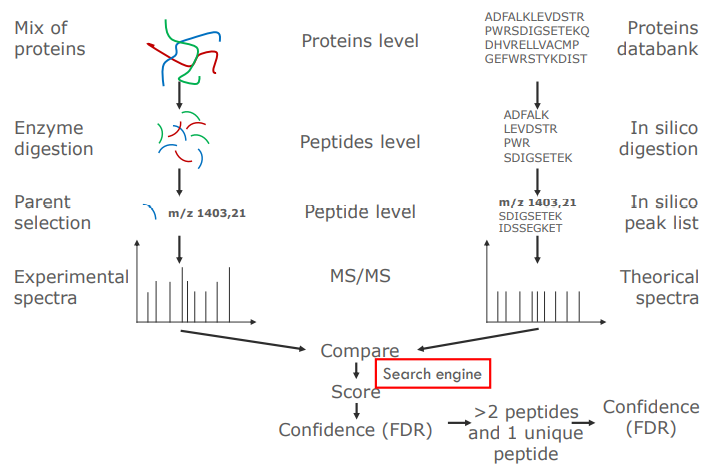 Mix of
proteins
Proteins level
ADFALKLEVDSTR
PWRSDIGSETEKQ
DHVRELLVACMP
GEFWRSTYKDIST
Proteins
databank
Enzyme
digestion
Peptides level
ADFALK
LEVDSTR
PWR
SDIGSETEK
In silico
digestion
Parent
selection
m/z 1403,21
Peptide level
m/z 1403,21
SDIGSETEK
IDSSEGKET
In silico
peak list
Experimental
spectra
MS/MS
Theorical
spectra
Compare
Search engine
Score
Confidence (FDR)
>2 peptides
and 1 unique
peptide
Confidence
(FDR)